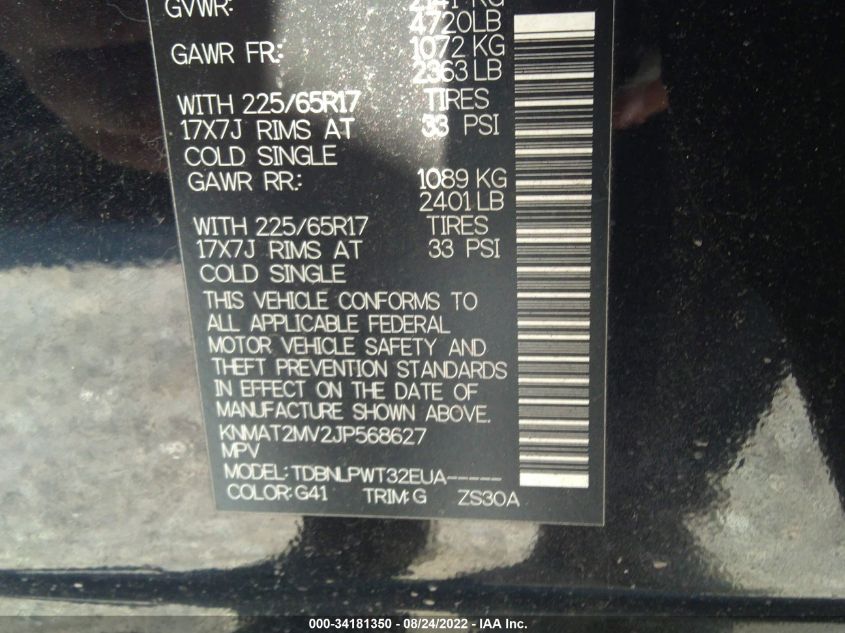 GVWR: 2141 KG
4720LB
GAWR FR: 1072 KG
2363 LB
WITH 225/65R17 TIRES
17X7J RIMS AT 33 PSI
COLD SINGLE
GAWR RR: 1089 KG
2401LB
WITH 225/65R17 TIRES
17X7J RIMS AT 33 PSI
COLD SINGLE
THIS VEHICLE CONFORMS TO
ALL APPLICABLE FEDERAL
MOTOR VEHICLE SAFETY AND
THEFT PREVENTION STANDARDS
IN EFFECT ON THE DATE OF
MANUFACTURE SHOWN ABOVE.
KNMAT2MV2JP568627
MPV
MODEL:TDBNLPWT32EUA-----
COLOR:G41 TRIM:G ZS30A
000-34181350 - 08/24/2022 - IAA Inc.